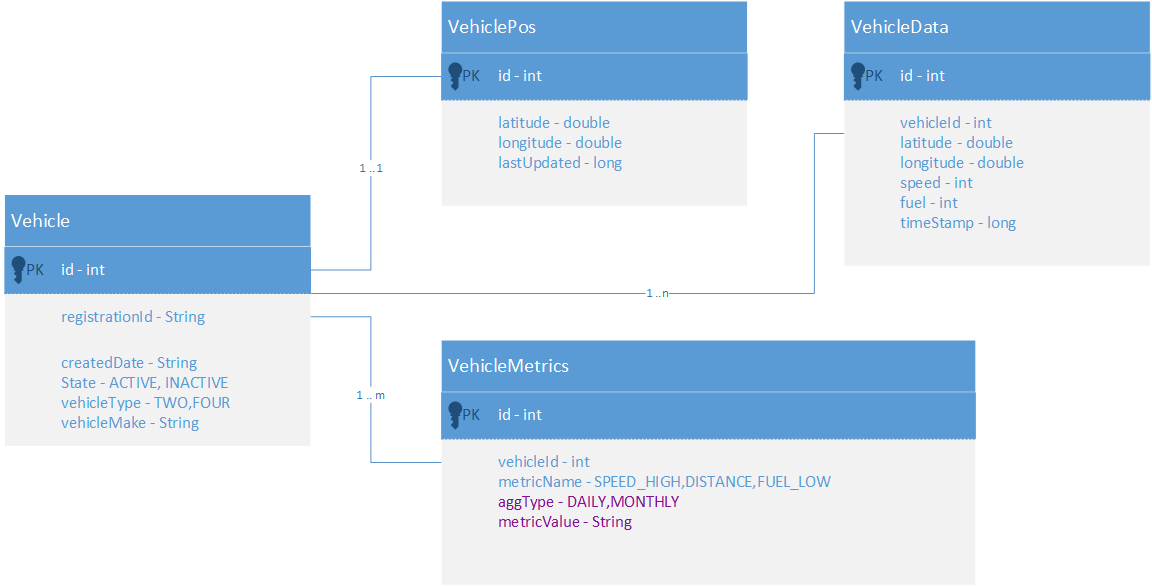 VehiclePos
PK id - int
latitude - double
longitude - double
lastUpdated - long
VehicleData
PK id - int
vehicleId - int
latitude - double
longitude - double
speed - int
fuel - int
timeStamp - long
1 ..1
Vehicle
PK id - int
registrationId - String
createdDate - String
State - ACTIVE, INACTIVE
vehicleType - TWO,FOUR
vehicleMake - String
1 ..n
1 .. m
VehicleMetrics
PK id - int
vehicleId - int
metricName - SPEED_HIGH,DISTANCE,FUEL_LOW
aggType - DAILY,MONTHLY
metricValue - String